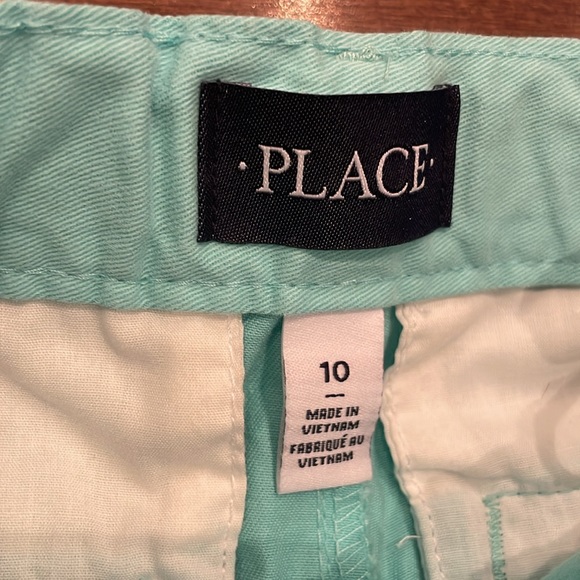 ·PLACE·
10
MADE IN
VIETNAM
FABRIQUÉ AU
VIETNAM